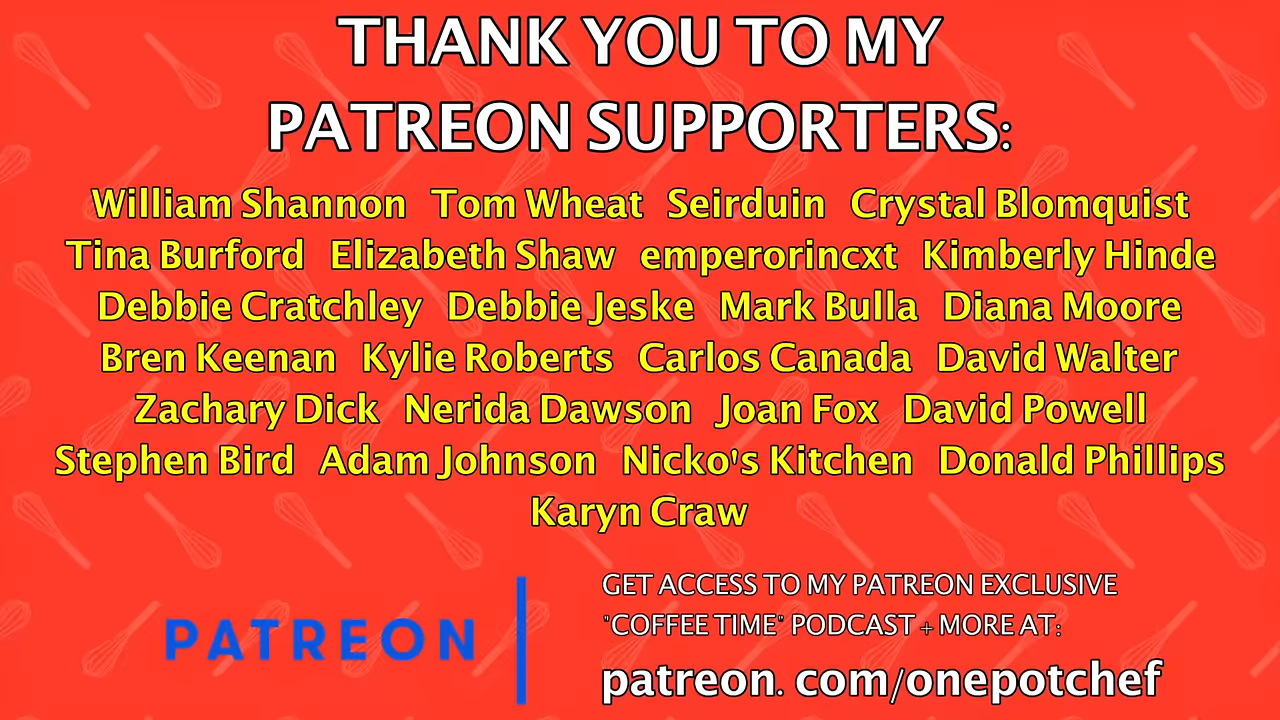 THANK YOU TO MY
PATREON SUPPORTERS:
William Shannon Tom Wheat Seirduin Crystal Blomquist
Tina Burford Elizabeth Shaw emperorincxt Kimberly Hinde
Debbie Cratchley Debbie Jeske Mark Bulla Diana Moore
Bren Keenan Kylie Roberts Carlos Canada David Walter
Zachary Dick Nerida Dawson Joan Fox David Powell
Stephen Bird Adam Johnson Nicko's Kitchen Donald Phillips
Karyn Craw
PATREON
GET ACCESS TO MY PATREON EXCLUSIVE
"COFFEE TIME" PODCAST + MORE AT:
patreon. com/onepotchef